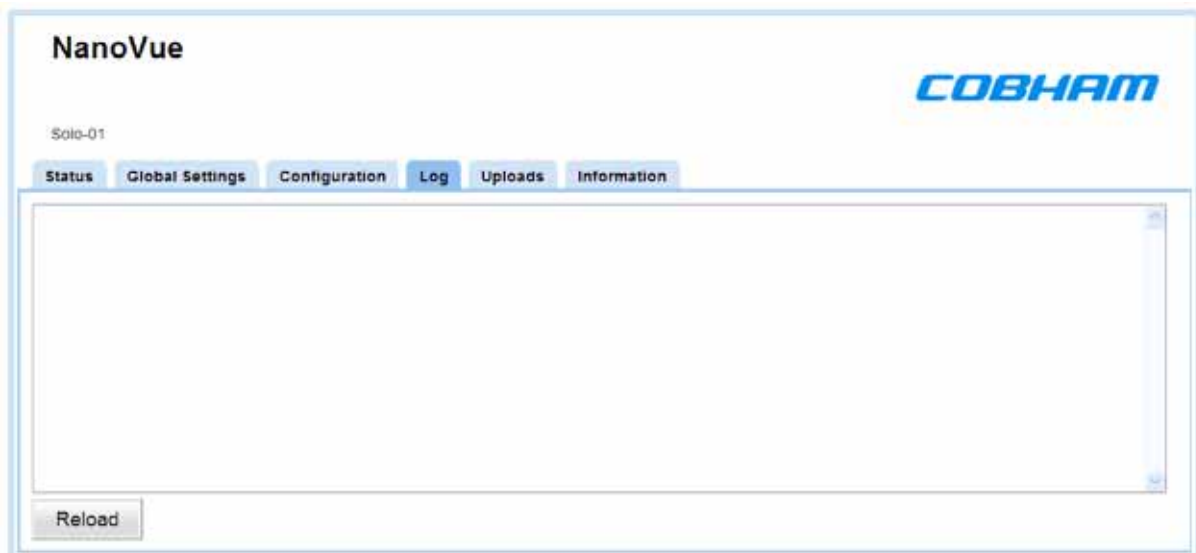 NanoVue
COBHAM
Solo-01
Status Global Settings Configuration Log Uploads Information
Reload